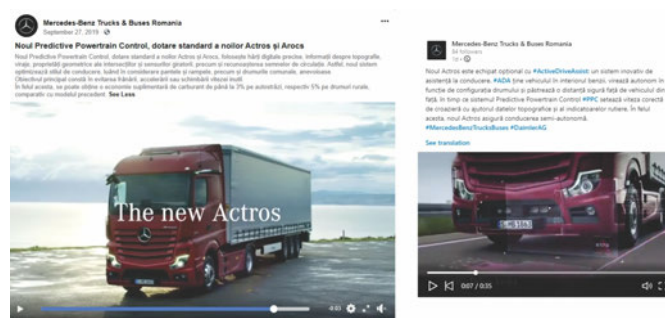 Mercedes-Benz Trucks & Buses Romania
September 27, 2019
Noul Predictive Powertrain Control, dotare standard a noilor Actros și Arocs
Noul Predictive Powertrain Control, dotare standard a noilor Actros și Arocs, folosește hărți digitale precise, informații despre topografie,
viraje, proprietăți geometrice ale intersecțiilor și sensurilor giratorii, precum și recunoașterea semnelor de circulație. Astfel, noul sistem
optimizează stilul de conducere, luând în considerare pantele și rampele, precum și drumurile comunale, anevoioase.
Obiectivul principal constă în evitarea frânării, accelerării sau schimbării vitezei inutil.
În felul acesta, se poate obține o economie suplimentară de carburant de până la 3% pe autostrăzi, respectiv 5% pe drumuri rurale,
comparativ cu modelul precedent. See Less
The new Actros
Mercedes-Benz Trucks & Buses Romania
1d
Noul Actros este echipat opțional cu #ActiveDriveAssist: un sistem inovativ de
asistență la conducere. #ADA ține vehiculul în interiorul benzii, virează autonom în
funcție de configurația drumului și păstrează o distanță sigură față de vehiculul din
față, în timp ce sistemul Predictive Powertrain Control #PPC setează viteza corectă
de croazieră cu ajutorul datelor topografice și al indicatoarelor rutiere. În felul
acesta, noul Actros asigură conducerea semi-autonomă.
#MercedesBenzTrucksBuses #DaimlerAG
See translation
0:07 / 0:35